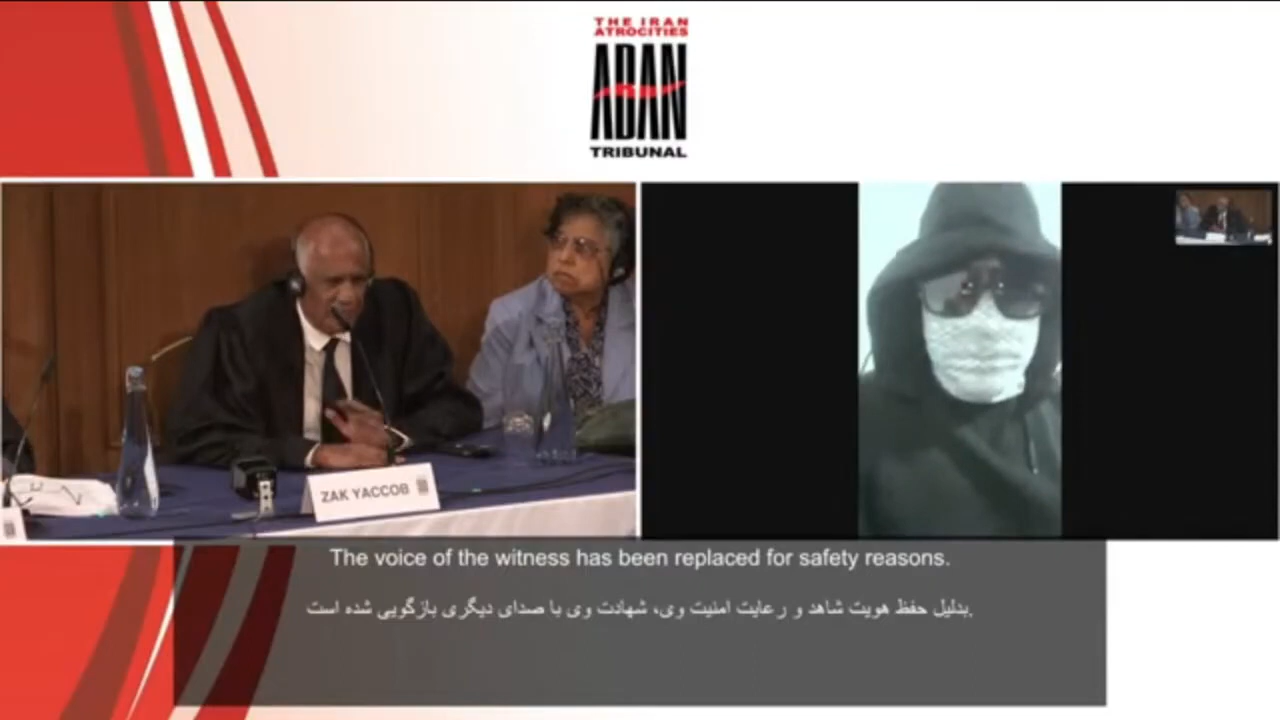 THE IRAN
ATROCITIES
ABAN
TRIBUNAL
ZAK YACCOB
The voice of the witness has been replaced for safety reasons.
بدلیل حفظ هویت شاهد و رعایت امنیت وی، شهادت وی با صدای دیگری بازگویی شده است.